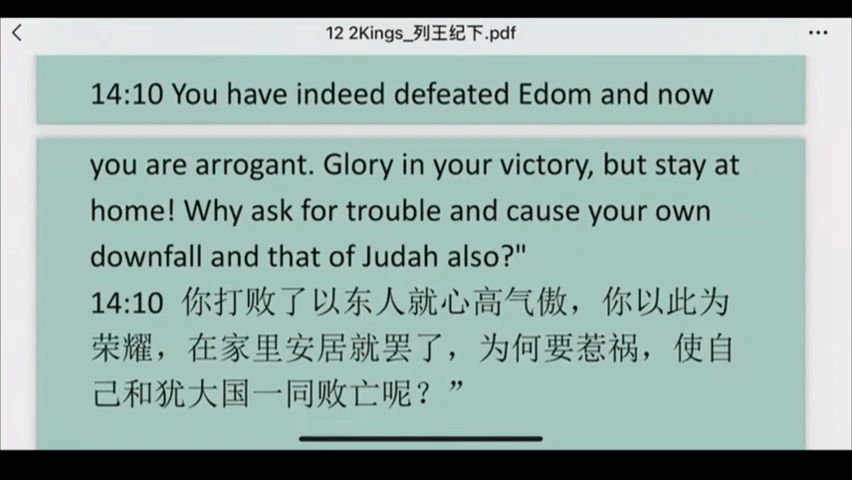 12 2Kings_列王纪下.pdf
14:10 You have indeed defeated Edom and now
you are arrogant. Glory in your victory, but stay at
home! Why ask for trouble and cause your own
downfall and that of Judah also?"
14:10 你打败了以东人就心高气傲，你以此为
荣耀，在家里安居就罢了，为何要惹祸，使自
己和犹大国一同败亡呢？”